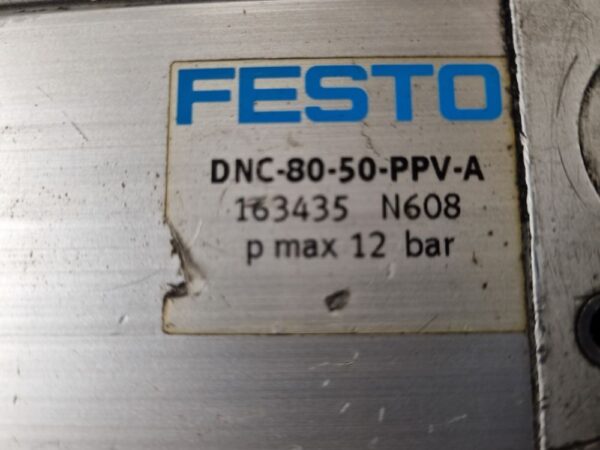 FESTO
DNC-80-50-PPV-A
163435 N608
p max 12 bar